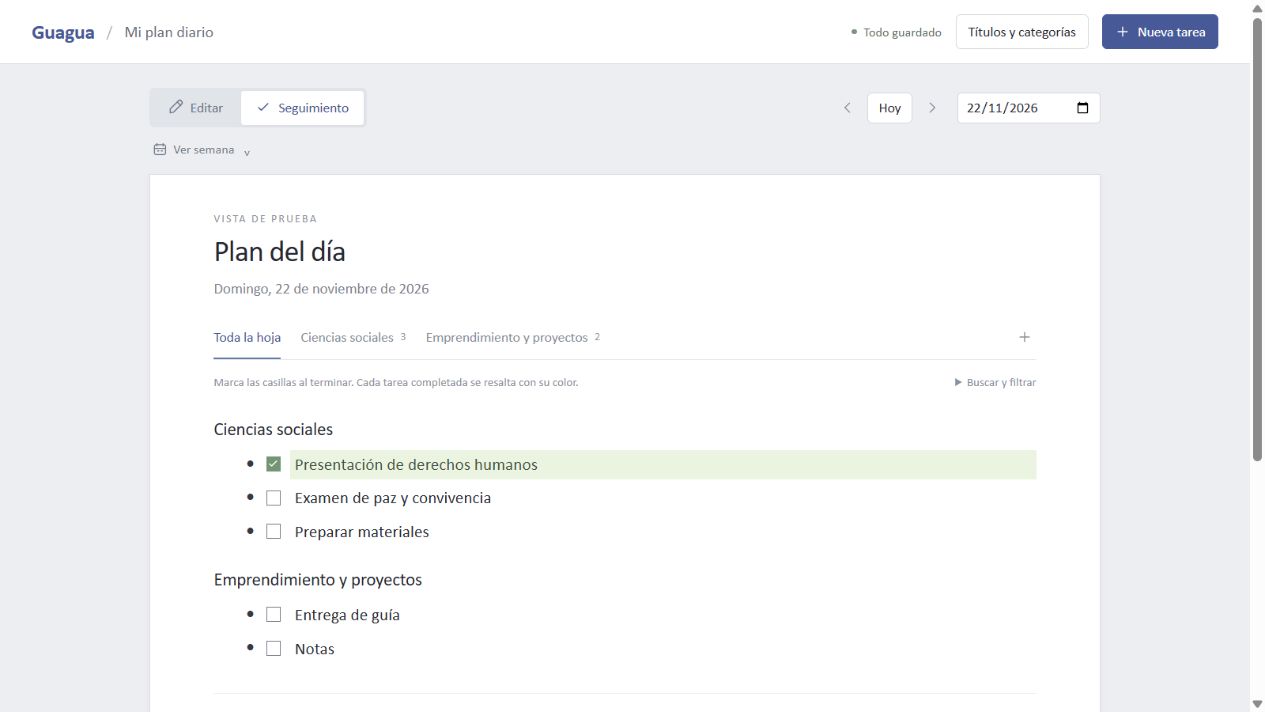 Guagua / Mi plan diario
Todo guardado
Títulos y categorías
+ Nueva tarea
Editar
Seguimiento
Hoy
22/11/2026
Ver semana
VISTA DE PRUEBA
Plan del día
Domingo, 22 de noviembre de 2026
Toda la hoja
Ciencias sociales 3
Emprendimiento y proyectos 2
Marca las casillas al terminar. Cada tarea completada se resalta con su color.
Buscar y filtrar
Ciencias sociales
Presentación de derechos humanos
Examen de paz y convivencia
Preparar materiales
Emprendimiento y proyectos
Entrega de guía
Notas